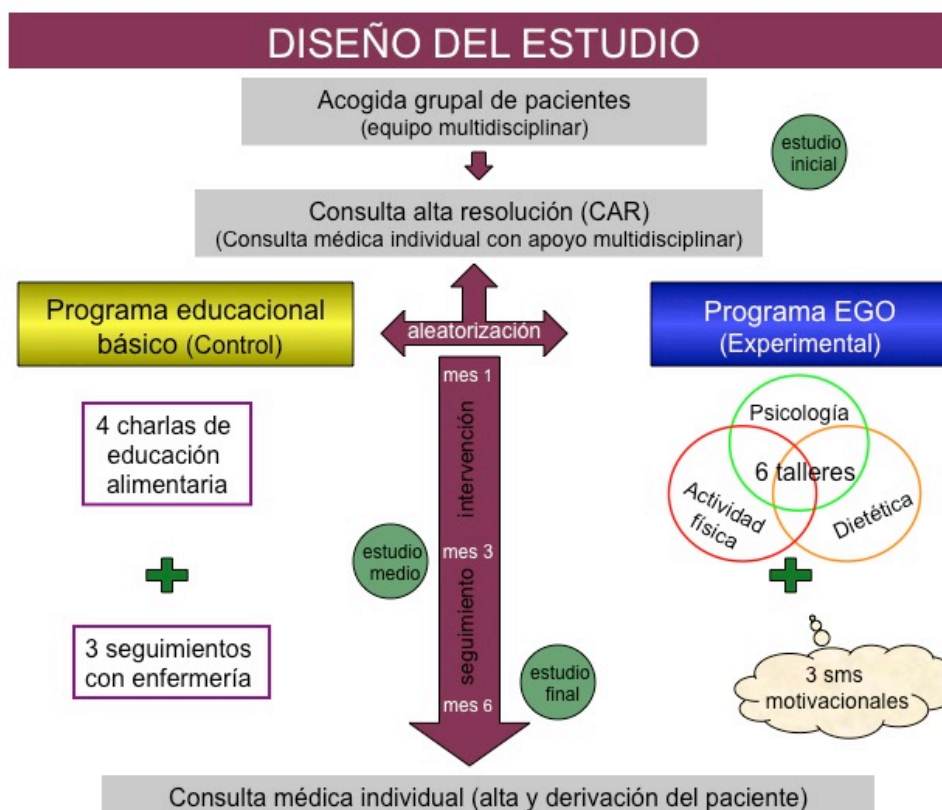 DISEÑO DEL ESTUDIO
Acogida grupal de pacientes
(equipo multidisciplinar)
estudio
inicial
Consulta alta resolución (CAR)
(Consulta médica individual con apoyo multidisciplinar)
Programa educacional
básico (Control)
aleatorización
Programa EGO
(Experimental)
mes 1
intervención
mes 3
seguimiento
mes 6
4 charlas de
educación
alimentaria
3 seguimientos
con enfermería
estudio
medio
estudio
final
Psicología
6 talleres
Actividad
física
Dietética
3 sms
motivacionales
Consulta médica individual (alta y derivación del paciente)